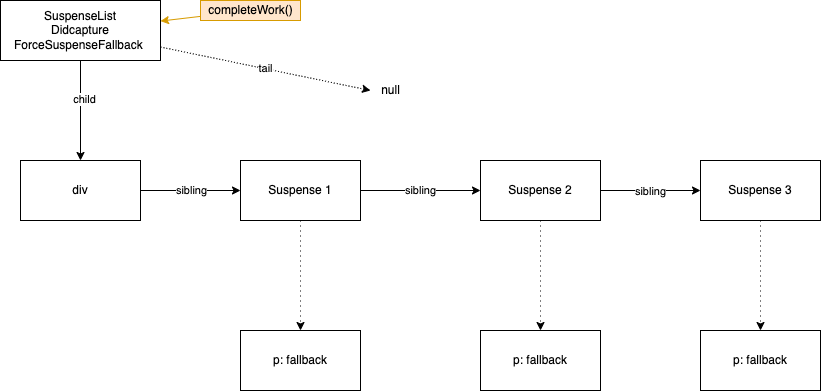 SuspenseList
Didcapture
ForceSuspenseFallback
completeWork()
tail
null
child
div
sibling
Suspense 1
sibling
Suspense 2
sibling
Suspense 3
p: fallback
p: fallback
p: fallback